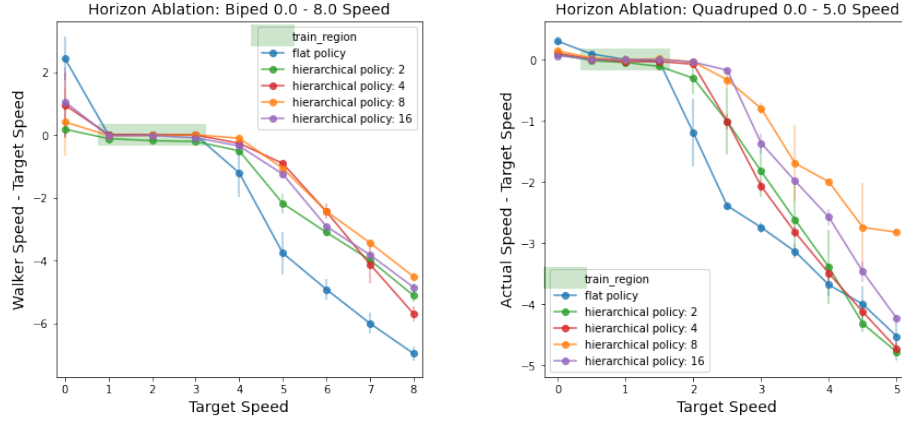 Horizon Ablation: Biped 0.0 - 8.0 Speed
Walker Speed - Target Speed
2
0
−2
−4
−6
train_region
flat policy
hierarchical policy: 2
hierarchical policy: 4
hierarchical policy: 8
hierarchical policy: 16
0 1 2 3 4 5 6 7 8
Target Speed
Horizon Ablation: Quadruped 0.0 - 5.0 Speed
Actual Speed - Target Speed
0
−1
−2
−3
−4
−5
train_region
flat policy
hierarchical policy: 2
hierarchical policy: 4
hierarchical policy: 8
hierarchical policy: 16
0 1 2 3 4 5
Target Speed